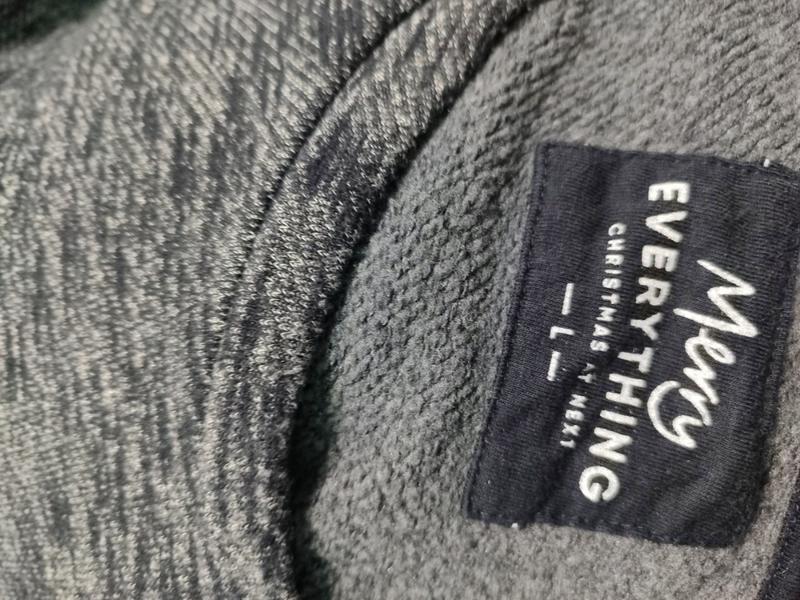 Merry
EVERYTHING
CHRISTMAS AT NEXT
— L —